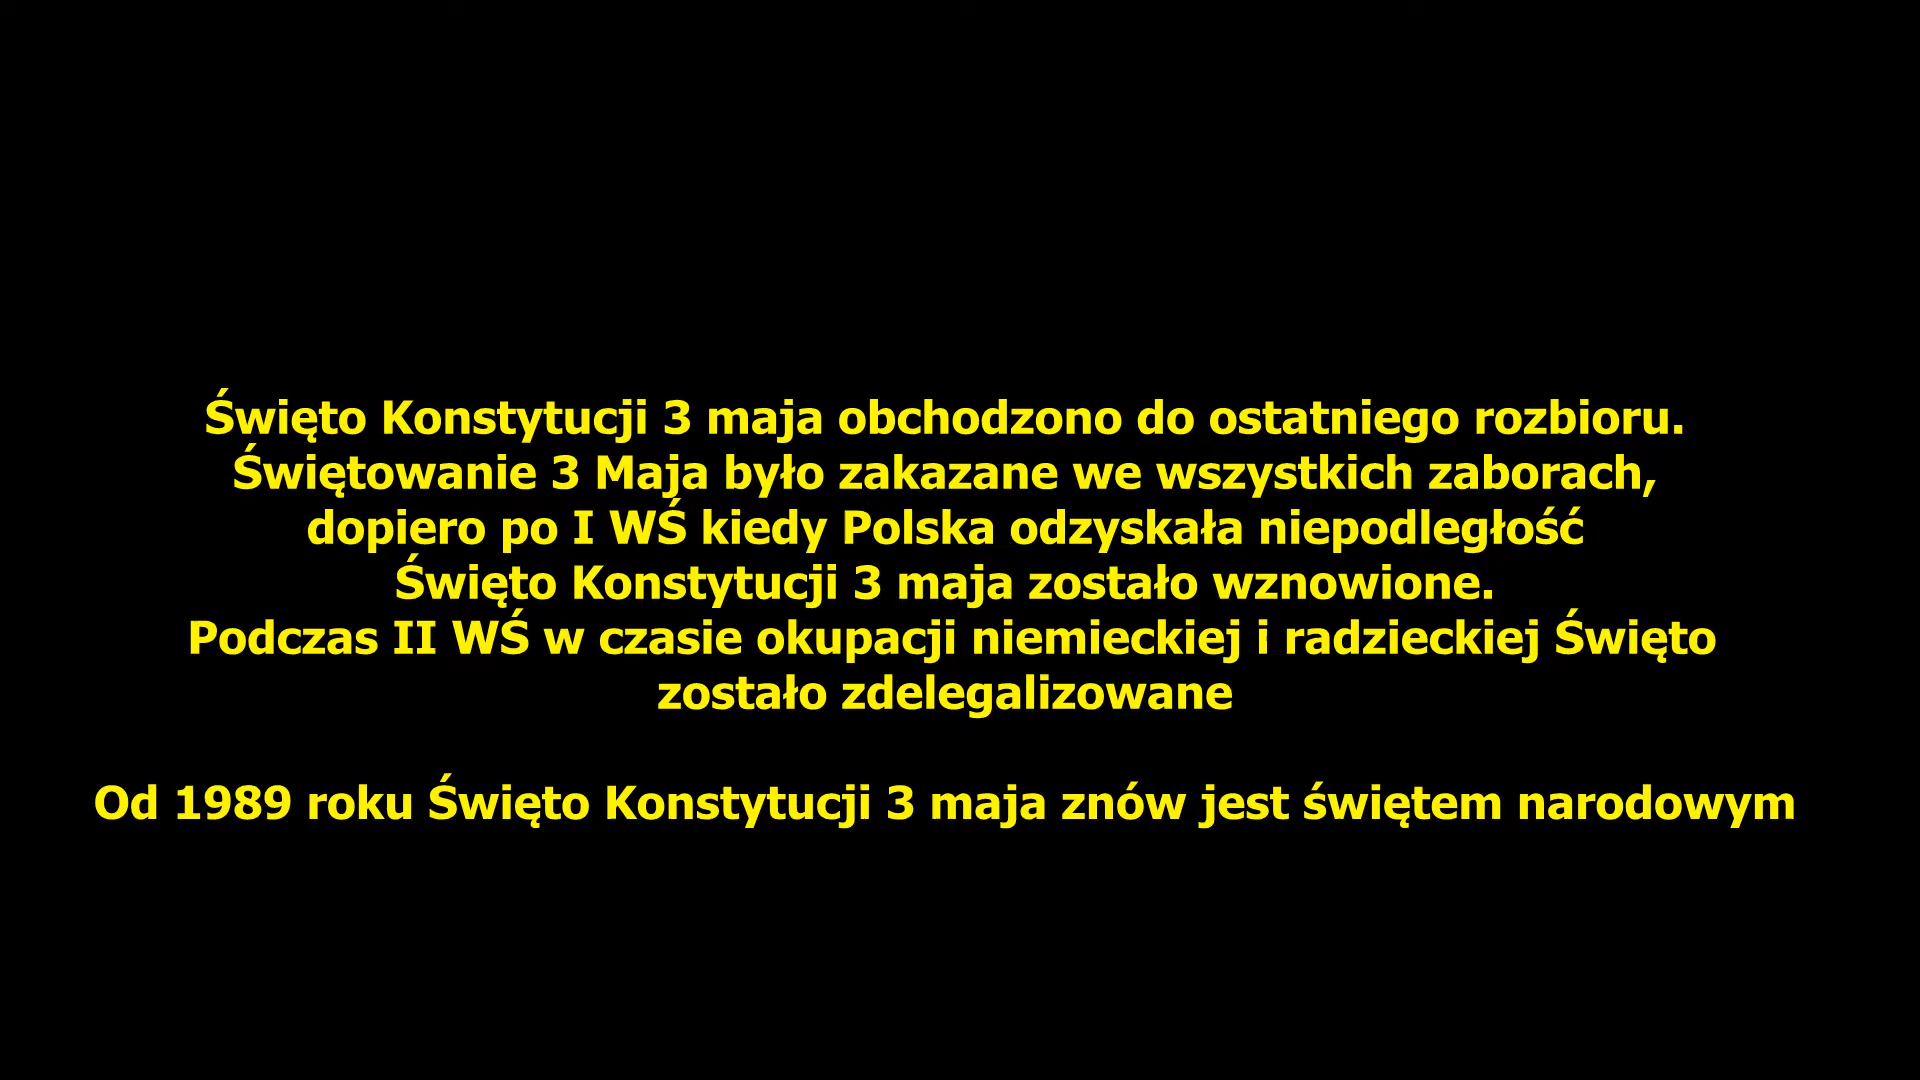 Święto Konstytucji 3 maja obchodzono do ostatniego rozbioru.
Świętowanie 3 Maja było zakazane we wszystkich zaborach,
dopiero po I WŚ kiedy Polska odzyskała niepodległość
Święto Konstytucji 3 maja zostało wznowione.
Podczas II WŚ w czasie okupacji niemieckiej i radzieckiej Święto
zostało zdelegalizowane
Od 1989 roku Święto Konstytucji 3 maja znów jest świętem narodowym